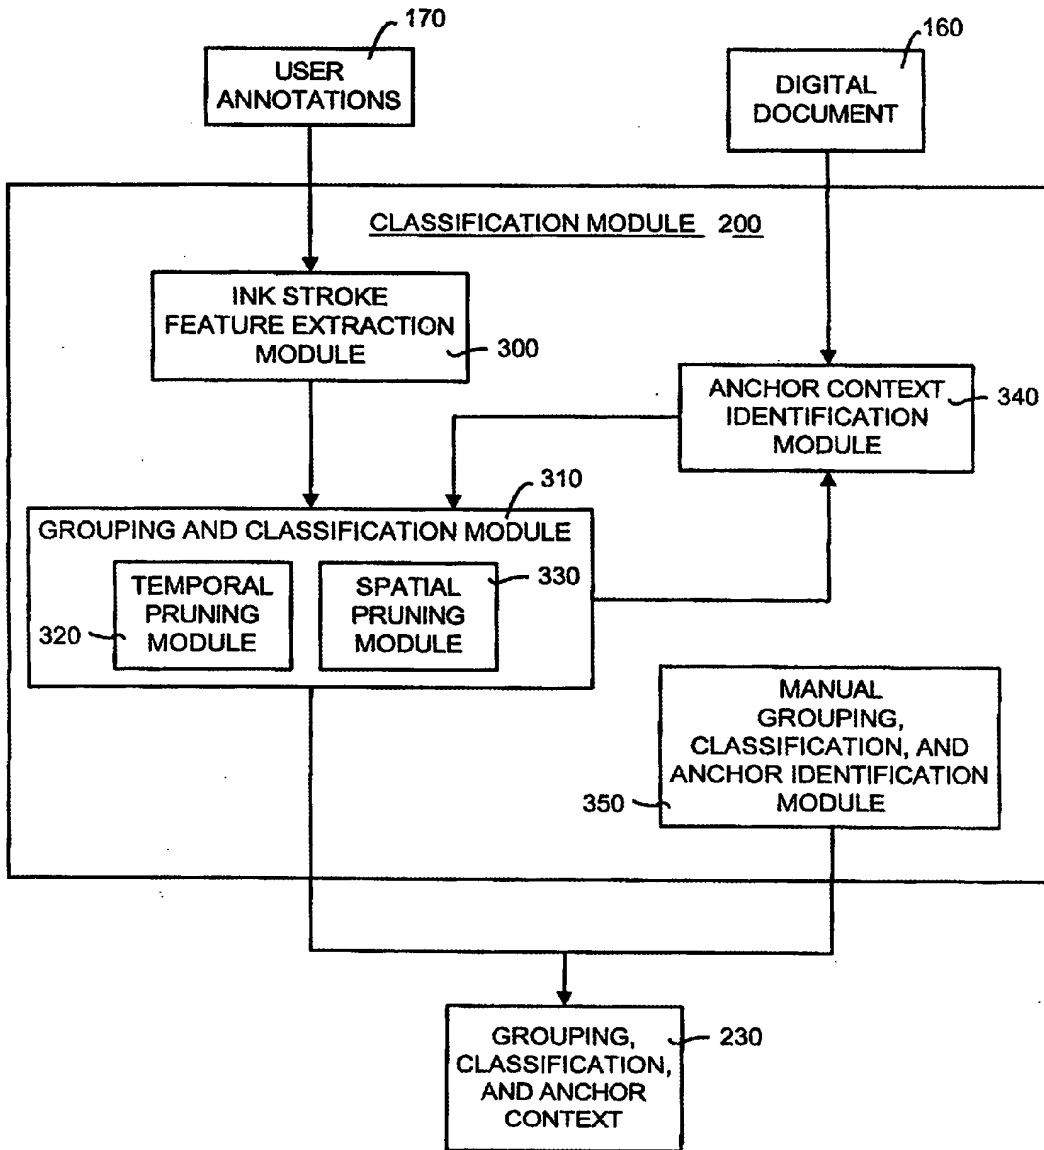 170
USER
ANNOTATIONS
160
DIGITAL
DOCUMENT
CLASSIFICATION MODULE 200
INK STROKE
FEATURE EXTRACTION
MODULE
300
ANCHOR CONTEXT
IDENTIFICATION
MODULE
340
310
GROUPING AND CLASSIFICATION MODULE
TEMPORAL
PRUNING
MODULE
320
SPATIAL
PRUNING
MODULE
330
MANUAL
GROUPING,
CLASSIFICATION, AND
ANCHOR IDENTIFICATION
MODULE
350
GROUPING,
CLASSIFICATION,
AND ANCHOR
CONTEXT
230